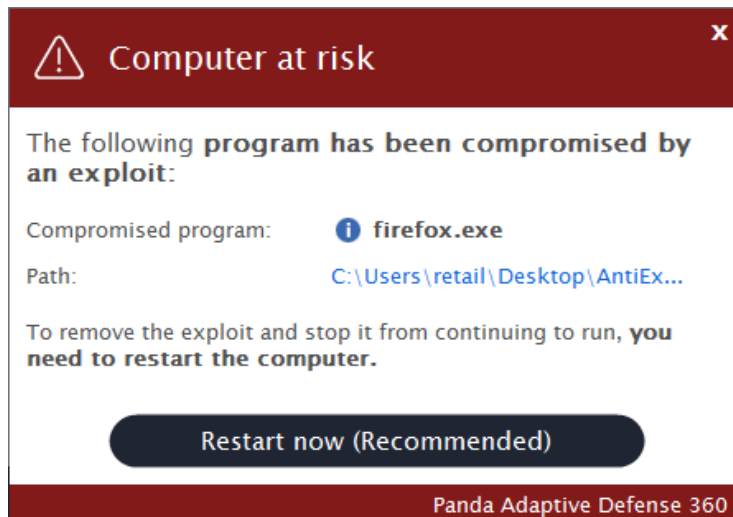 Computer at risk
x
The following program has been compromised by
an exploit:
Compromised program: i firefox.exe
Path: C:\Users\retail\Desktop\AntiEx...
To remove the exploit and stop it from continuing to run, you
need to restart the computer.
Restart now (Recommended)
Panda Adaptive Defense 360